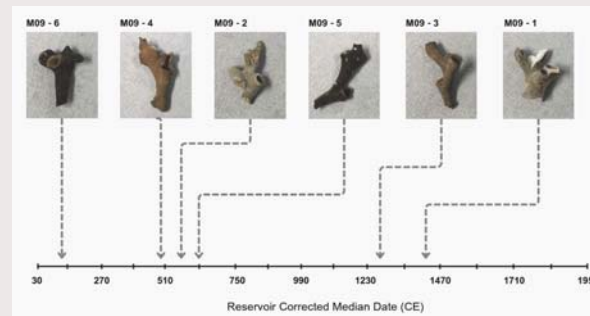 M09 - 6 M09 - 4 M09 - 2 M09 - 5 M09 - 3 M09 - 1
30 270 510 750 990 1230 1470 1710 195
Reservoir Corrected Median Date (CE)